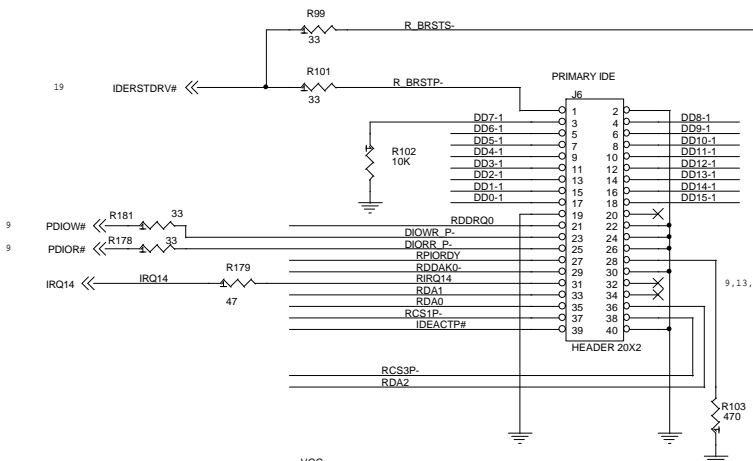 R99
R_BRSTS-
33
R101
R_BRSTP-
PRIMARY IDE
19
IDERSTDRV#
33
J6
1 2
DD7-1 3 4 DD8-1
DD6-1 5 6 DD9-1
DD5-1 7 8 DD10-1
R102
10K
DD4-1 9 10 DD11-1
DD3-1 11 12 DD12-1
DD2-1 13 14 DD13-1
DD1-1 15 16 DD14-1
DD0-1 17 18 DD15-1
19 20
9 PDIOW# R181 33
RDDRQ0 21 22
DIOWR_P- 23 24
9 PDIOR# R178 33
DIORR_P- 25 26
RPIORDY 27 28
RDDAK0- 29 30
IRQ14 IRQ14 R179 47
RIRQ14 31 32
9,13,
RDA1 33 34
RDA0 35 36
RCS1P- 37 38
IDEACTP# 39 40
HEADER 20X2
RCS3P-
RDA2
R103
470